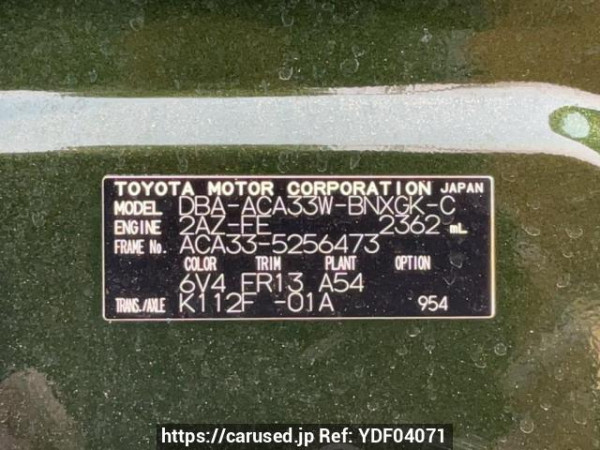 TOYOTA MOTOR CORPORATION JAPAN
MODEL DBA-ACA33W-BNXGK-C
ENGINE 2AZ-FE 2362 mL
FRAME No. ACA33-5256473
COLOR TRIM PLANT OPTION
6V4 FR13 A54
TRANS./AXLE K112F -01A 954
https://carused.jp Ref: YDF04071